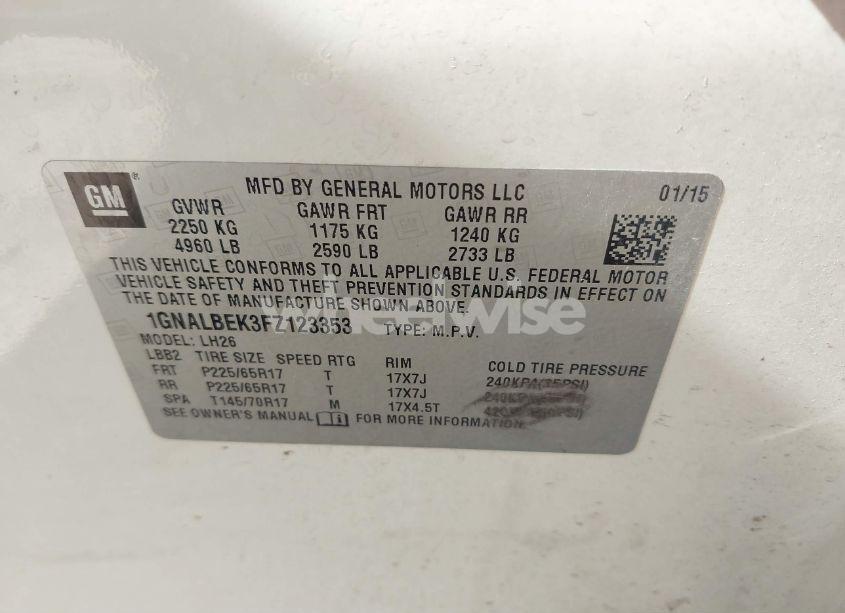 GM
MFD BY GENERAL MOTORS LLC 01/15
GVWR GAWR FRT GAWR RR
2250 KG 1175 KG 1240 KG
4960 LB 2590 LB 2733 LB
THIS VEHICLE CONFORMS TO ALL APPLICABLE U.S. FEDERAL MOTOR
VEHICLE SAFETY AND THEFT PREVENTION STANDARDS IN EFFECT ON
THE DATE OF MANUFACTURE SHOWN ABOVE.
wheelwise
1GNALBEK3FZ123353 TYPE: M.P.V.
MODEL: LH26
LBB2 TIRE SIZE SPEED RTG RIM COLD TIRE PRESSURE
FRT P225/65R17 T 17X7J 240KPA(35PSI)
RR P225/65R17 T 17X7J
SPA T145/70R17 M 17X4.5T
SEE OWNER'S MANUAL FOR MORE INFORMATION